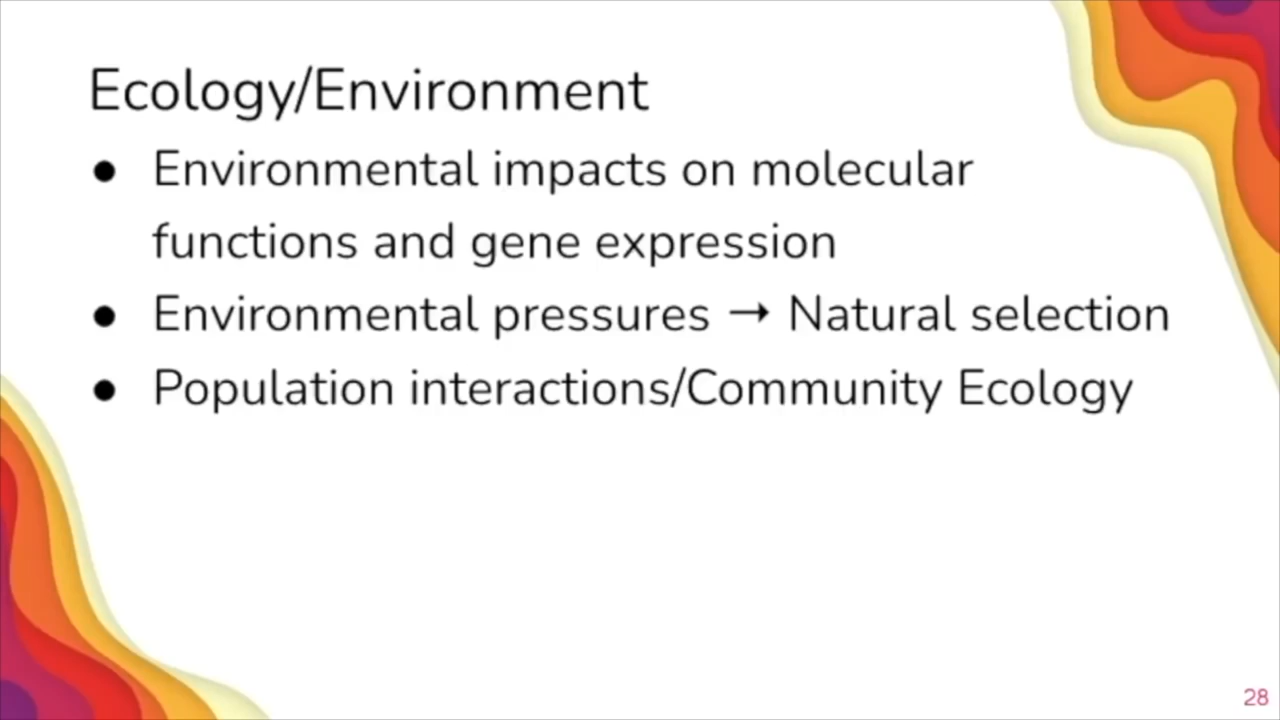 Ecology/Environment
● Environmental impacts on molecular
functions and gene expression
● Environmental pressures → Natural selection
● Population interactions/Community Ecology
28